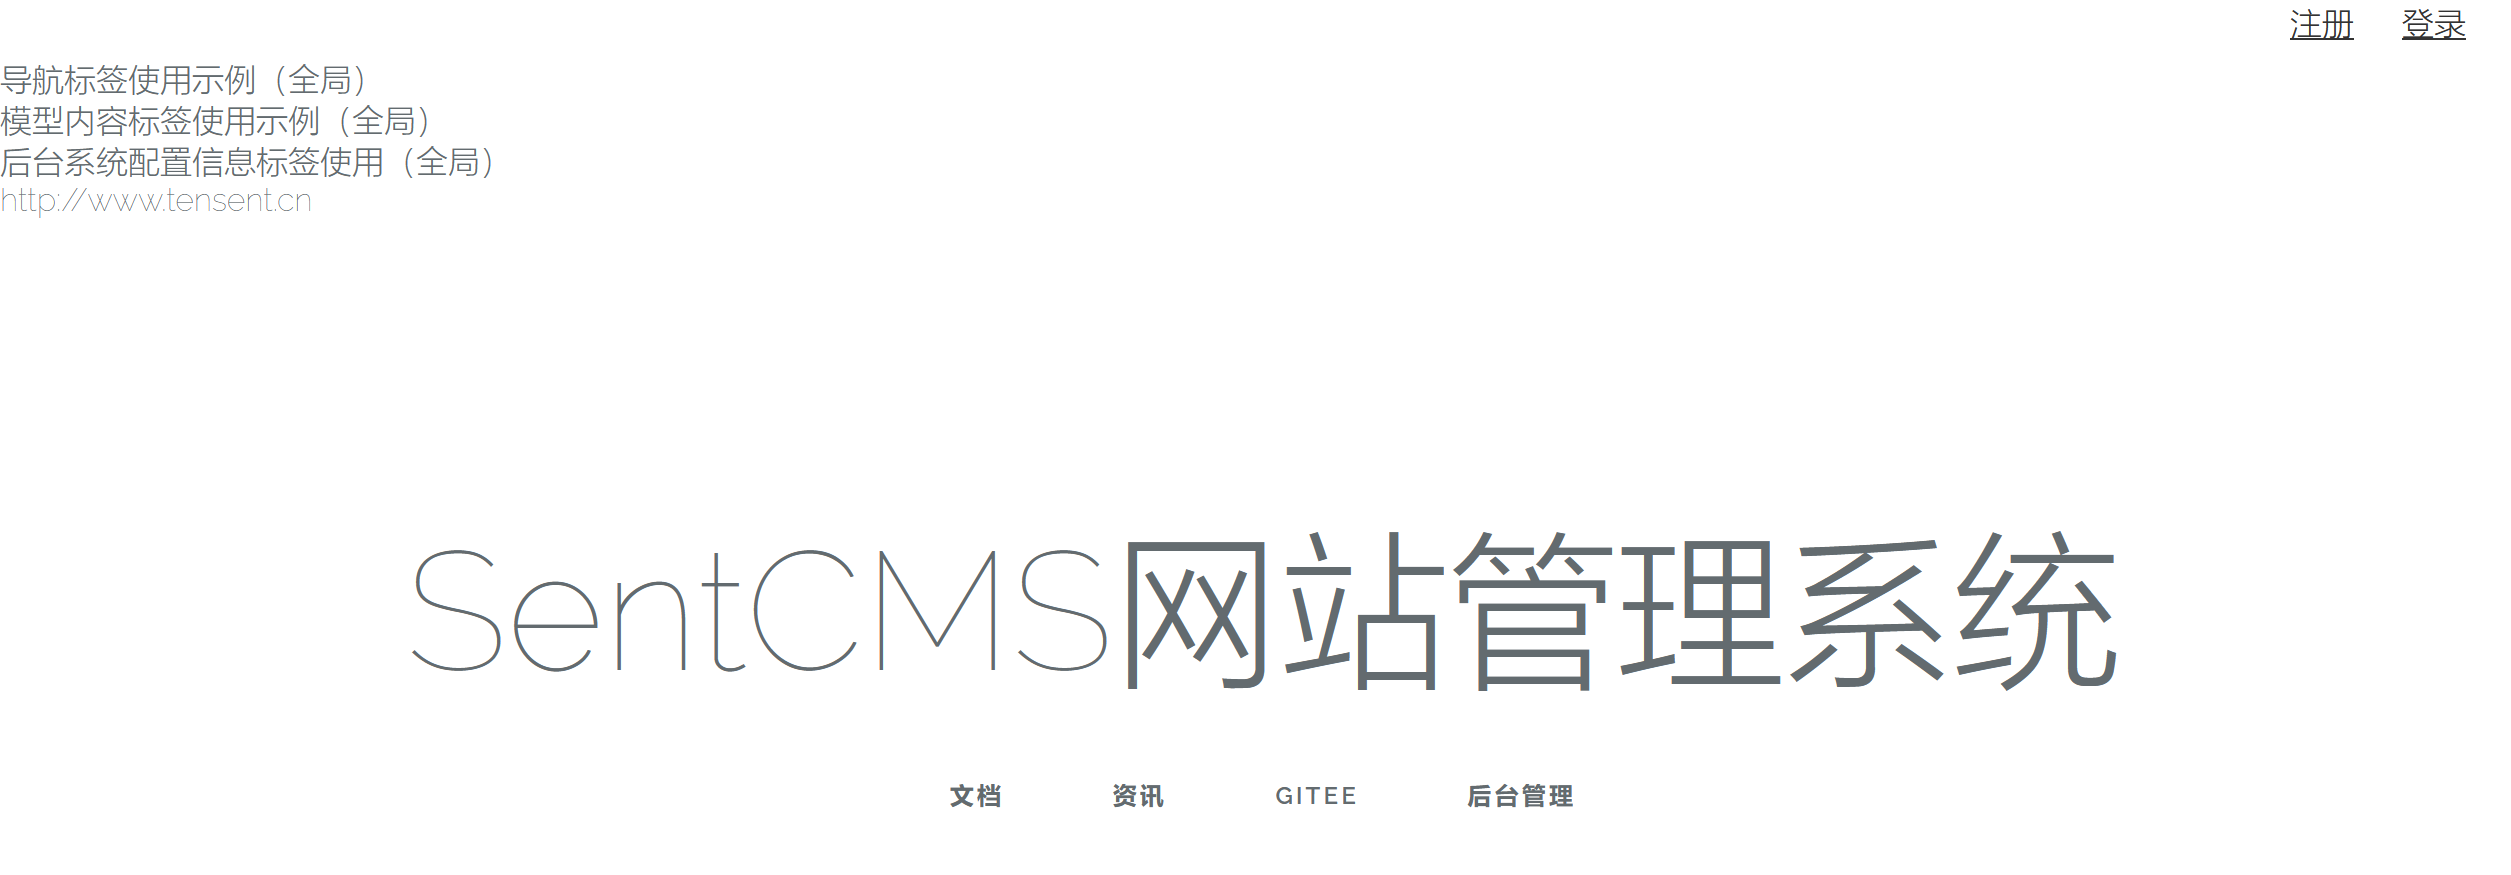 注册 登录
导航标签使用示例（全局）
模型内容标签使用示例（全局）
后台系统配置信息标签使用（全局）
http://www.tensent.cn
SentCMS网站管理系统
文档 资讯 GITEE 后台管理